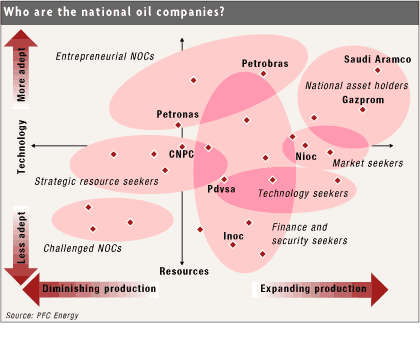 Who are the national oil companies?
More adept
Technology
Less adept
Entrepreneurial NOCs
Petrobras
Saudi Aramco
National asset holders
Gazprom
Petronas
CNPC
Nioc
Market seekers
Strategic resource seekers
Pdvsa
Technology seekers
Inoc
Finance and
security seekers
Challenged NOCs
Resources
Diminishing production
Expanding production
Source: PFC Energy